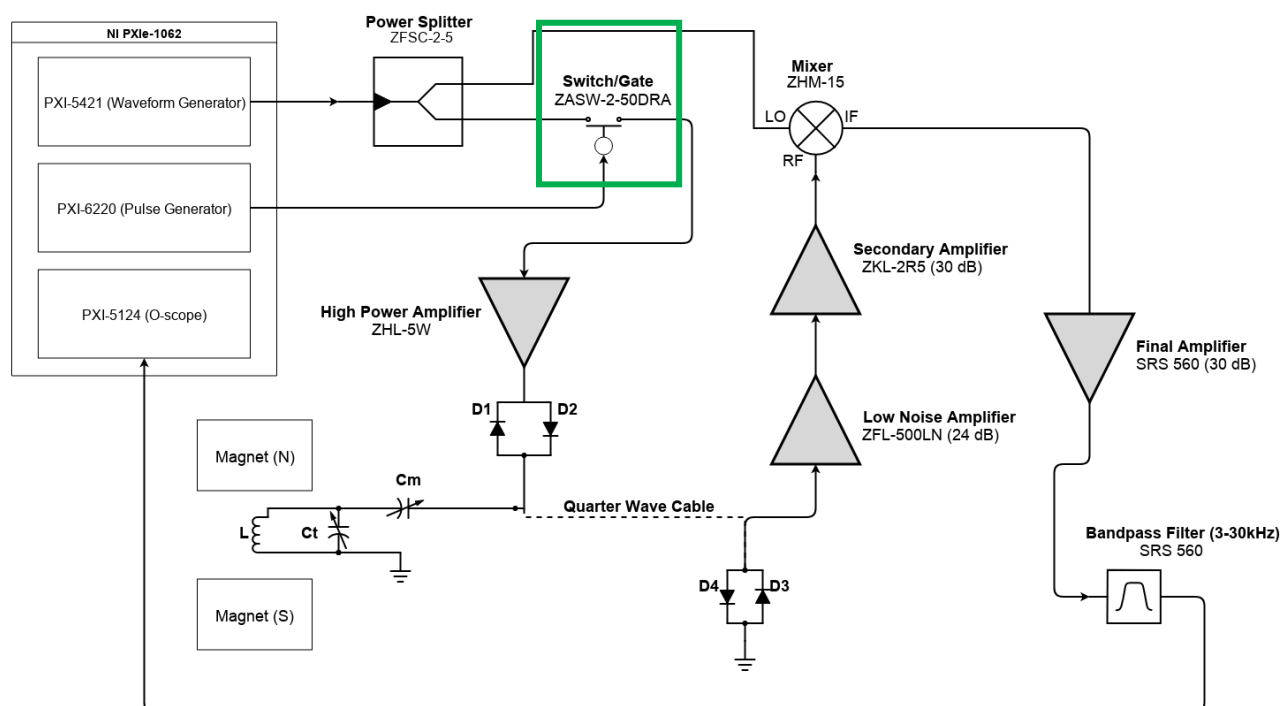 NI PXIe-1062
PXI-5421 (Waveform Generator)
PXI-6220 (Pulse Generator)
PXI-5124 (O-scope)
Power Splitter
ZFSC-2-5
Switch/Gate
ZASW-2-50DRA
Mixer
ZHM-15
LO
IF
RF
High Power Amplifier
ZHL-5W
Secondary Amplifier
ZKL-2R5 (30 dB)
Final Amplifier
SRS 560 (30 dB)
Low Noise Amplifier
ZFL-500LN (24 dB)
D1
D2
Magnet (N)
Cm
Quarter Wave Cable
L
Ct
Bandpass Filter (3-30kHz)
SRS 560
D4
D3
Magnet (S)